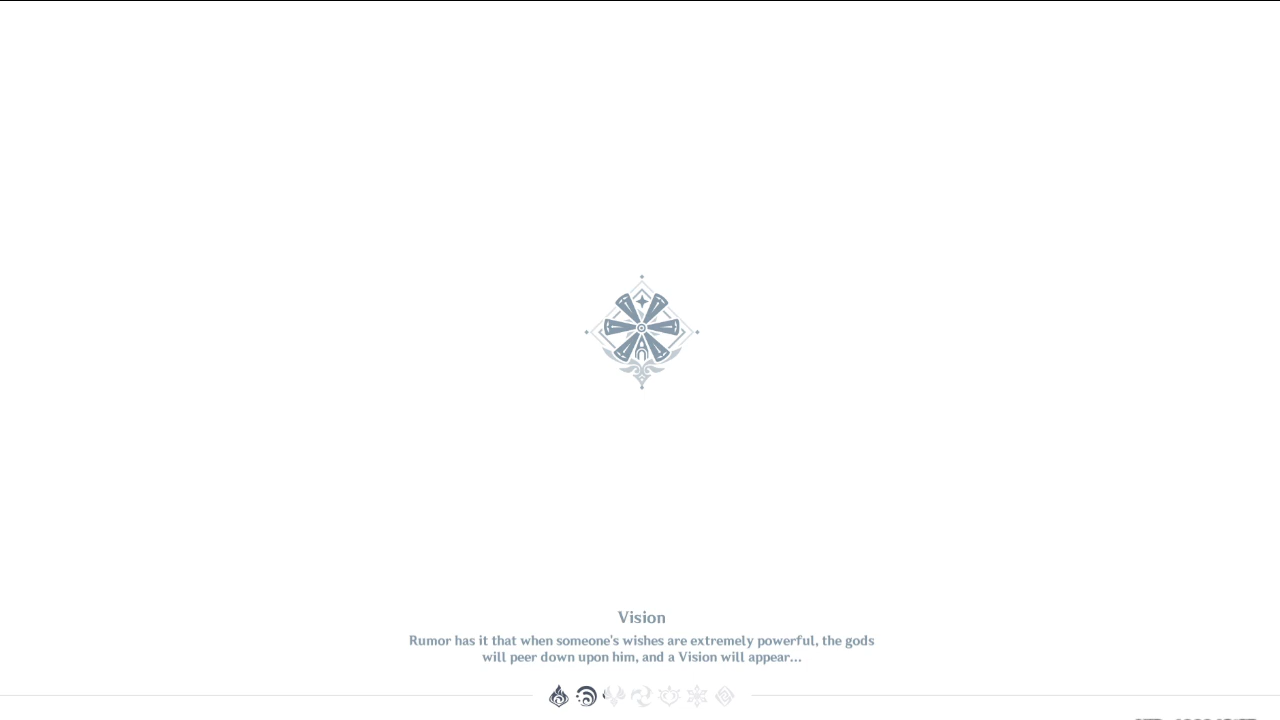 Vision
Rumor has it that when someone's wishes are extremely powerful, the gods
will peer down upon him, and a Vision will appear...